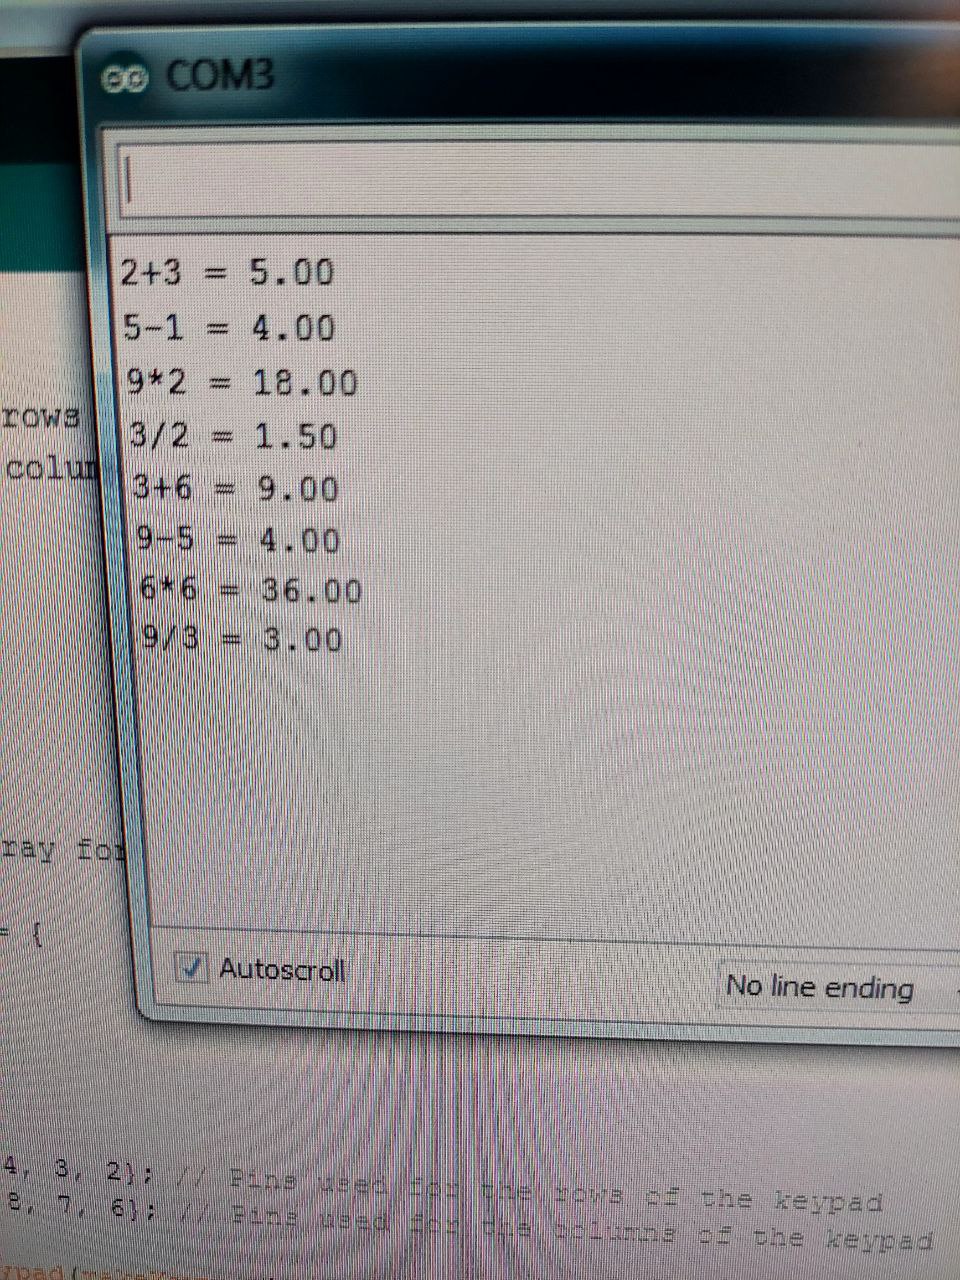 COM3
2+3 = 5.00
5-1 = 4.00
9*2 = 18.00
3/2 = 1.50
3+6 = 9.00
9-5 = 4.00
6*6 = 36.00
9/3 = 3.00
rows
colum
ray for
= {
Autoscroll
No line ending
4, 3, 2}; // Pins used for the rows of the keypad
8, 7, 6}; // Pins used for the columns of the keypad